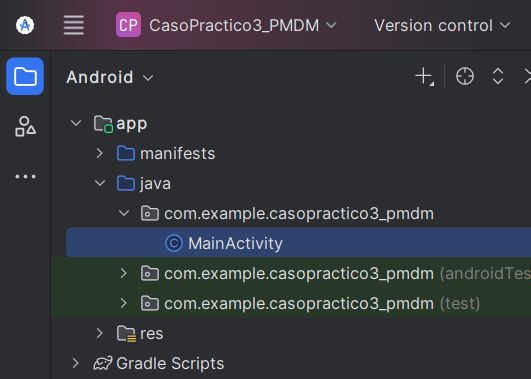 CP CasoPractico3_PMDM Version control
Android
app
manifests
java
com.example.casopractico3_pmdm
C MainActivity
com.example.casopractico3_pmdm (androidTes
com.example.casopractico3_pmdm (test)
res
Gradle Scripts